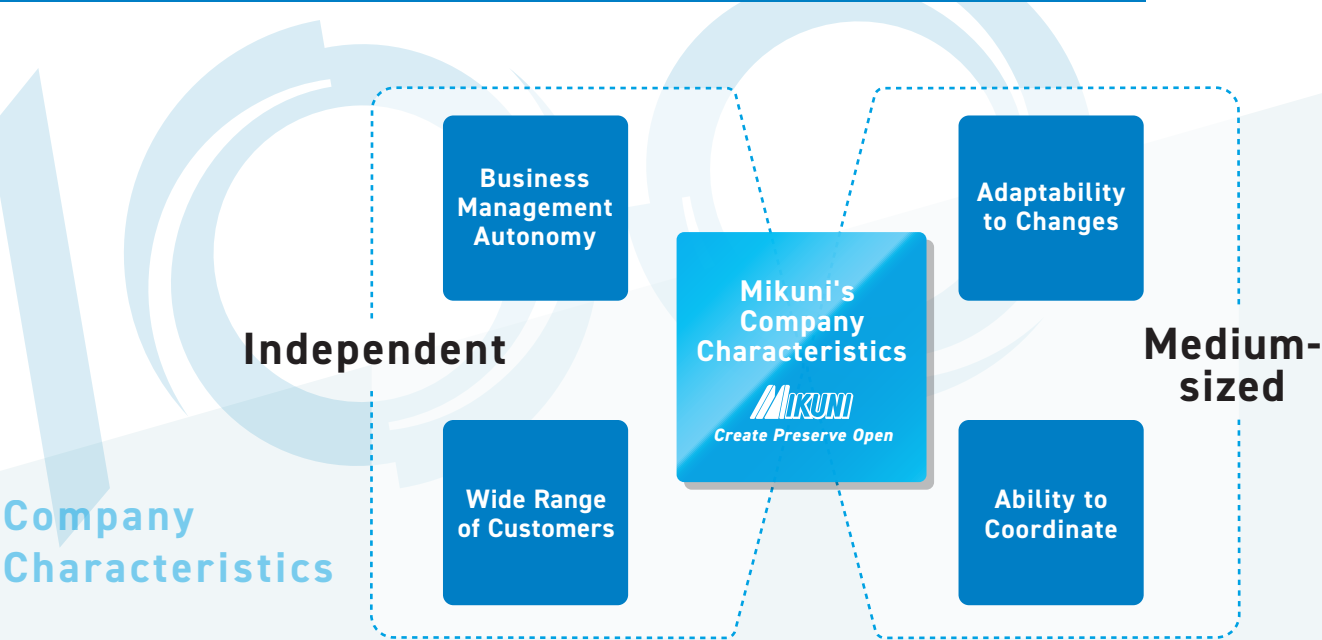 Business
Management
Autonomy
Adaptability
to Changes
Mikuni's
Company
Characteristics
MIKUNI
Create Preserve Open
Independent
Medium-
sized
Wide Range
of Customers
Ability to
Coordinate
Company
Characteristics